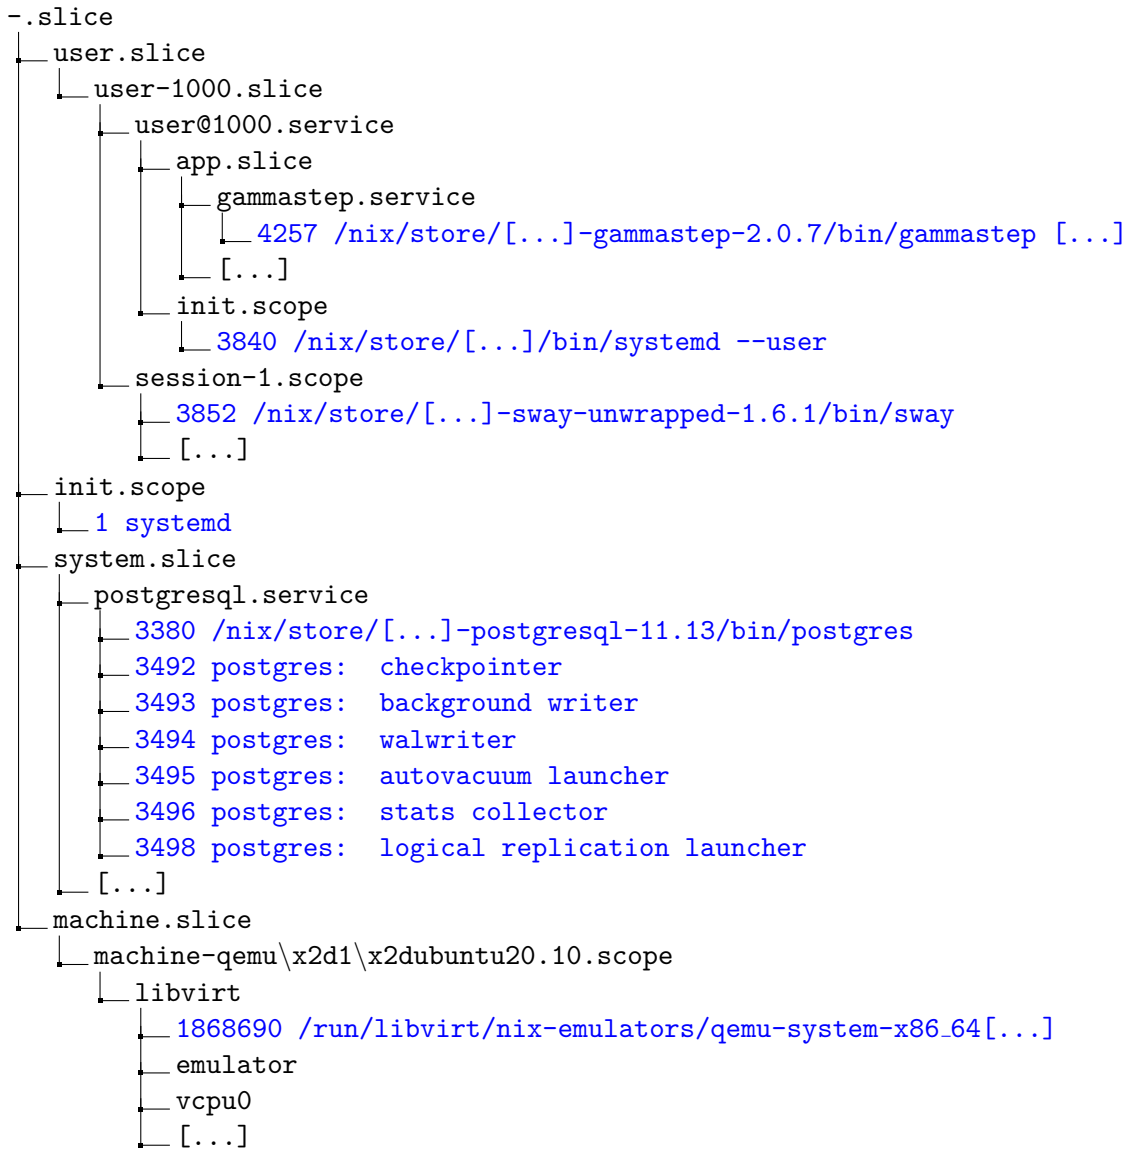 -.slice
user.slice
user-1000.slice
user@1000.service
app.slice
gammastep.service
4257 /nix/store/[...]-gammastep-2.0.7/bin/gammastep [...]
[...]
init.scope
3840 /nix/store/[...]/bin/systemd --user
session-1.scope
3852 /nix/store/[...]-sway-unwrapped-1.6.1/bin/sway
[...]
init.scope
1 systemd
system.slice
postgresql.service
3380 /nix/store/[...]-postgresql-11.13/bin/postgres
3492 postgres: checkpointer
3493 postgres: background writer
3494 postgres: walwriter
3495 postgres: autovacuum launcher
3496 postgres: stats collector
3498 postgres: logical replication launcher
[...]
machine.slice
machine-qemu\x2d1\x2dubuntu20.10.scope
libvirt
1868690 /run/libvirt/nix-emulators/qemu-system-x86_64[...]
emulator
vcpu0
[...]